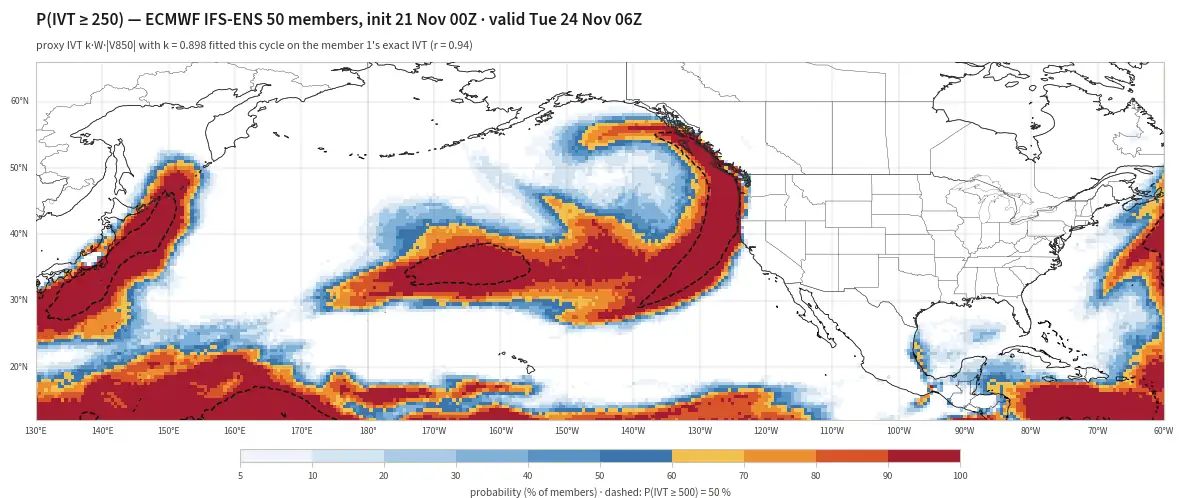 P(IVT ≥ 250) — ECMWF IFS-ENS 50 members, init 21 Nov 00Z · valid Tue 24 Nov 06Z
proxy IVT k·W·|V850| with k = 0.898 fitted this cycle on the member 1's exact IVT (r = 0.94)
60°N
50°N
40°N
30°N
20°N
130°E 140°E 150°E 160°E 170°E 180° 170°W 160°W 150°W 140°W 130°W 120°W 110°W 100°W 90°W 80°W 70°W 60°W
5 10 20 30 40 50 60 70 80 90 100
probability (% of members) · dashed: P(IVT ≥ 500) = 50 %